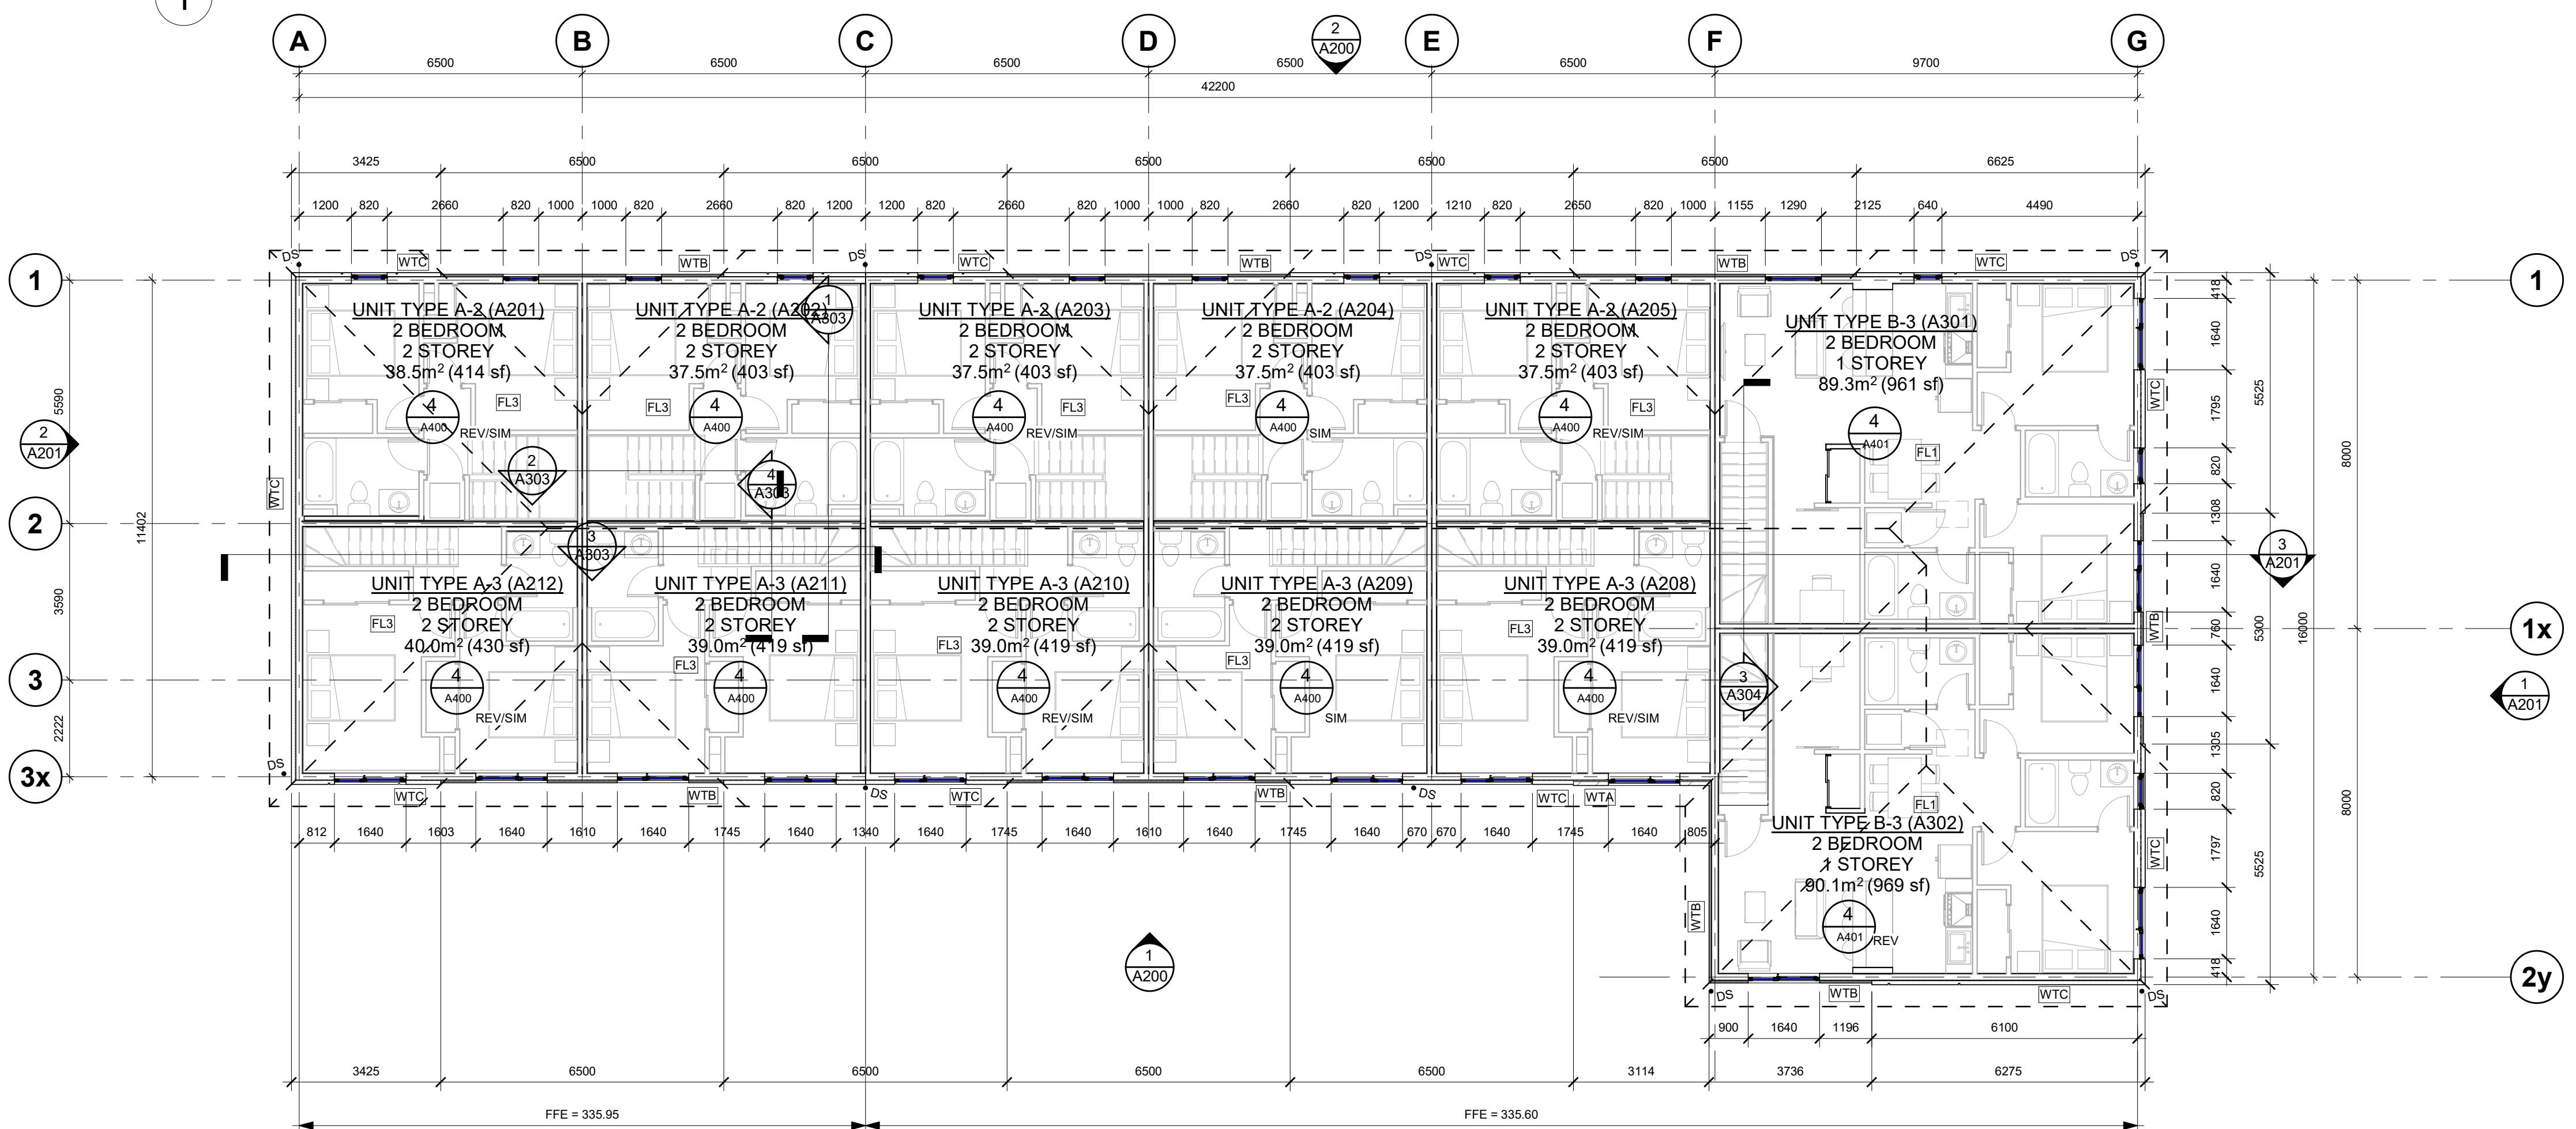 1
A B C D E F G
2
A200
6500 6500 6500 6500 6500 9700
42200
3425 6500 6500 6500 6500 6500 6625
1200 820 2660 820 1000 1000 820 2660 820 1200 1200 820 2660 820 1000 1000 820 2660 820 1200 1210 820 2650 820 1000 1155 1290 2125 640 4490
DS WTC WTB DS WTC WTB DS WTC WTB WTC DS
1 1
UNIT TYPE A-2 (A201)
2 BEDROOM
2 STOREY
38.5m² (414 sf)
FL3
4
A400
REV/SIM
UNIT TYPE A-2 (A202)
2 BEDROOM
2 STOREY
37.5m² (403 sf)
FL3
4
A400
1
A303
UNIT TYPE A-2 (A203)
2 BEDROOM
2 STOREY
37.5m² (403 sf)
FL3
4
A400
REV/SIM
UNIT TYPE A-2 (A204)
2 BEDROOM
2 STOREY
37.5m² (403 sf)
FL3
4
A400
SIM
UNIT TYPE A-2 (A205)
2 BEDROOM
2 STOREY
37.5m² (403 sf)
FL3
4
A400
REV/SIM
UNIT TYPE B-3 (A301)
2 BEDROOM
1 STOREY
89.3m² (961 sf)
4
A401
FL1
2
A201
2
A303
4
A303
3
A303
WTC
5590
3590
2222
11402
2
3
3x
UNIT TYPE A-3 (A212)
2 BEDROOM
2 STOREY
40.0m² (430 sf)
FL3
4
A400
REV/SIM
UNIT TYPE A-3 (A211)
2 BEDROOM
2 STOREY
39.0m² (419 sf)
FL3
4
A400
UNIT TYPE A-3 (A210)
2 BEDROOM
2 STOREY
39.0m² (419 sf)
FL3
4
A400
REV/SIM
UNIT TYPE A-3 (A209)
2 BEDROOM
2 STOREY
39.0m² (419 sf)
FL3
4
A400
SIM
UNIT TYPE A-3 (A208)
2 BEDROOM
2 STOREY
39.0m² (419 sf)
FL3
4
A400
REV/SIM
3
A304
FL1
UNIT TYPE B-3 (A302)
2 BEDROOM
1 STOREY
90.1m² (969 sf)
4
A401
REV
WTC
WTB
WTC
418
1640
1795
820
1308
1640
760
1640
1305
820
1797
1640
418
5525
5300
5525
16000
8000
8000
3
A201
1x
1
A201
2y
DS WTC WTB DS WTC WTB DS WTC WTA
812 1640 1603 1640 1610 1640 1745 1640 1340 1640 1745 1640 1610 1640 1745 1640 670 670 1640 1745 1640 805
WTB
1
A200
DS WTB WTC DS
900 1640 1196 6100
3425 6500 6500 6500 6500 3114 3736 6275
FFE = 335.95 FFE = 335.60